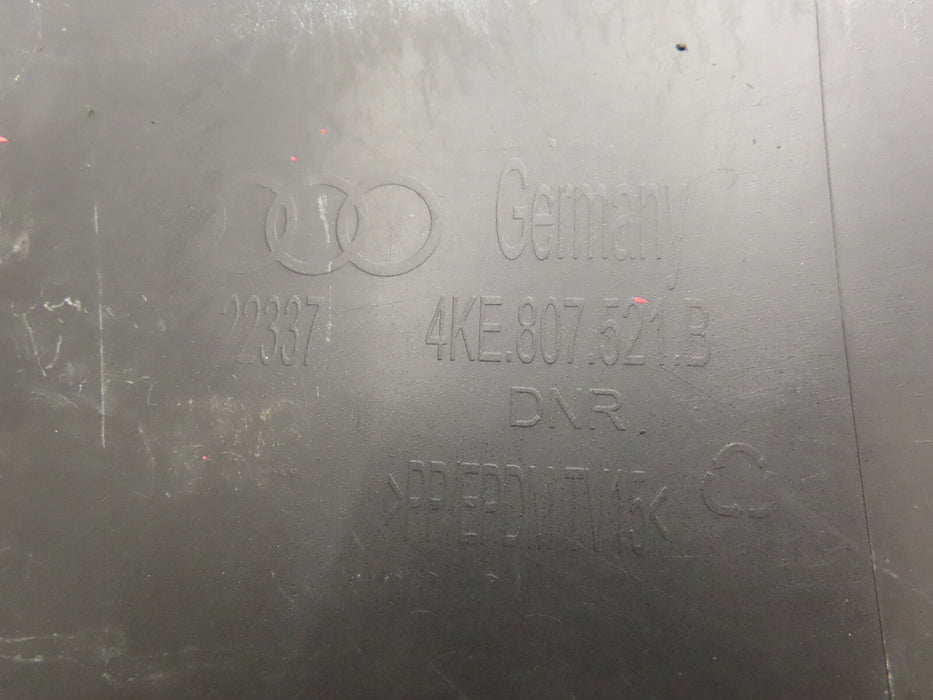 Germany
22337 4KE.807.521.B
DNR
>PP/EPDM-TV15<